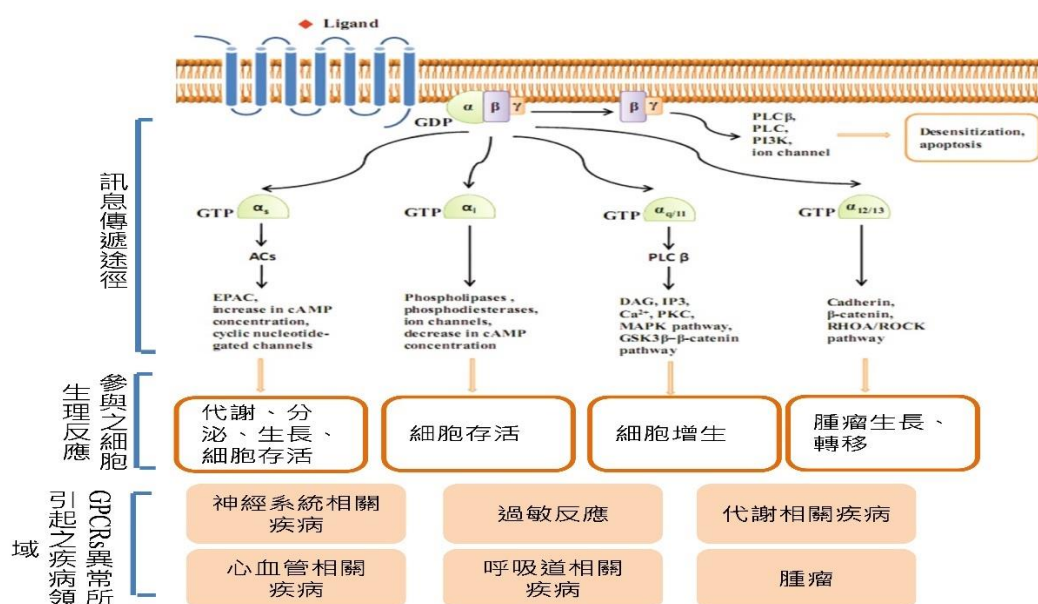 Ligand
α β γ
GDP
β γ
PLCβ,
PLC,
PI3K,
ion channel
Desensitization,
apoptosis
訊息傳遞途徑
GTP αs
ACs
EPAC,
increase in cAMP
concentration,
cyclic nucleotide-
gated channels
GTP αi
Phospholipases ,
phosphodiesterases,
ion channels,
decrease in cAMP
concentration
GTP αq/11
PLC β
DAG, IP3,
Ca²⁺, PKC,
MAPK pathway,
GSK3β–β-catenin
pathway
GTP α12/13
Cadherin,
β-catenin,
RHOA/ROCK
pathway
參與之細胞
生理反應
代謝、分
泌、生長、
細胞存活
細胞存活
細胞增生
腫瘤生長、
轉移
GPCRs異常所
引起之疾病領
域
神經系統相關
疾病
過敏反應
代謝相關疾病
心血管相關
疾病
呼吸道相關
疾病
腫瘤